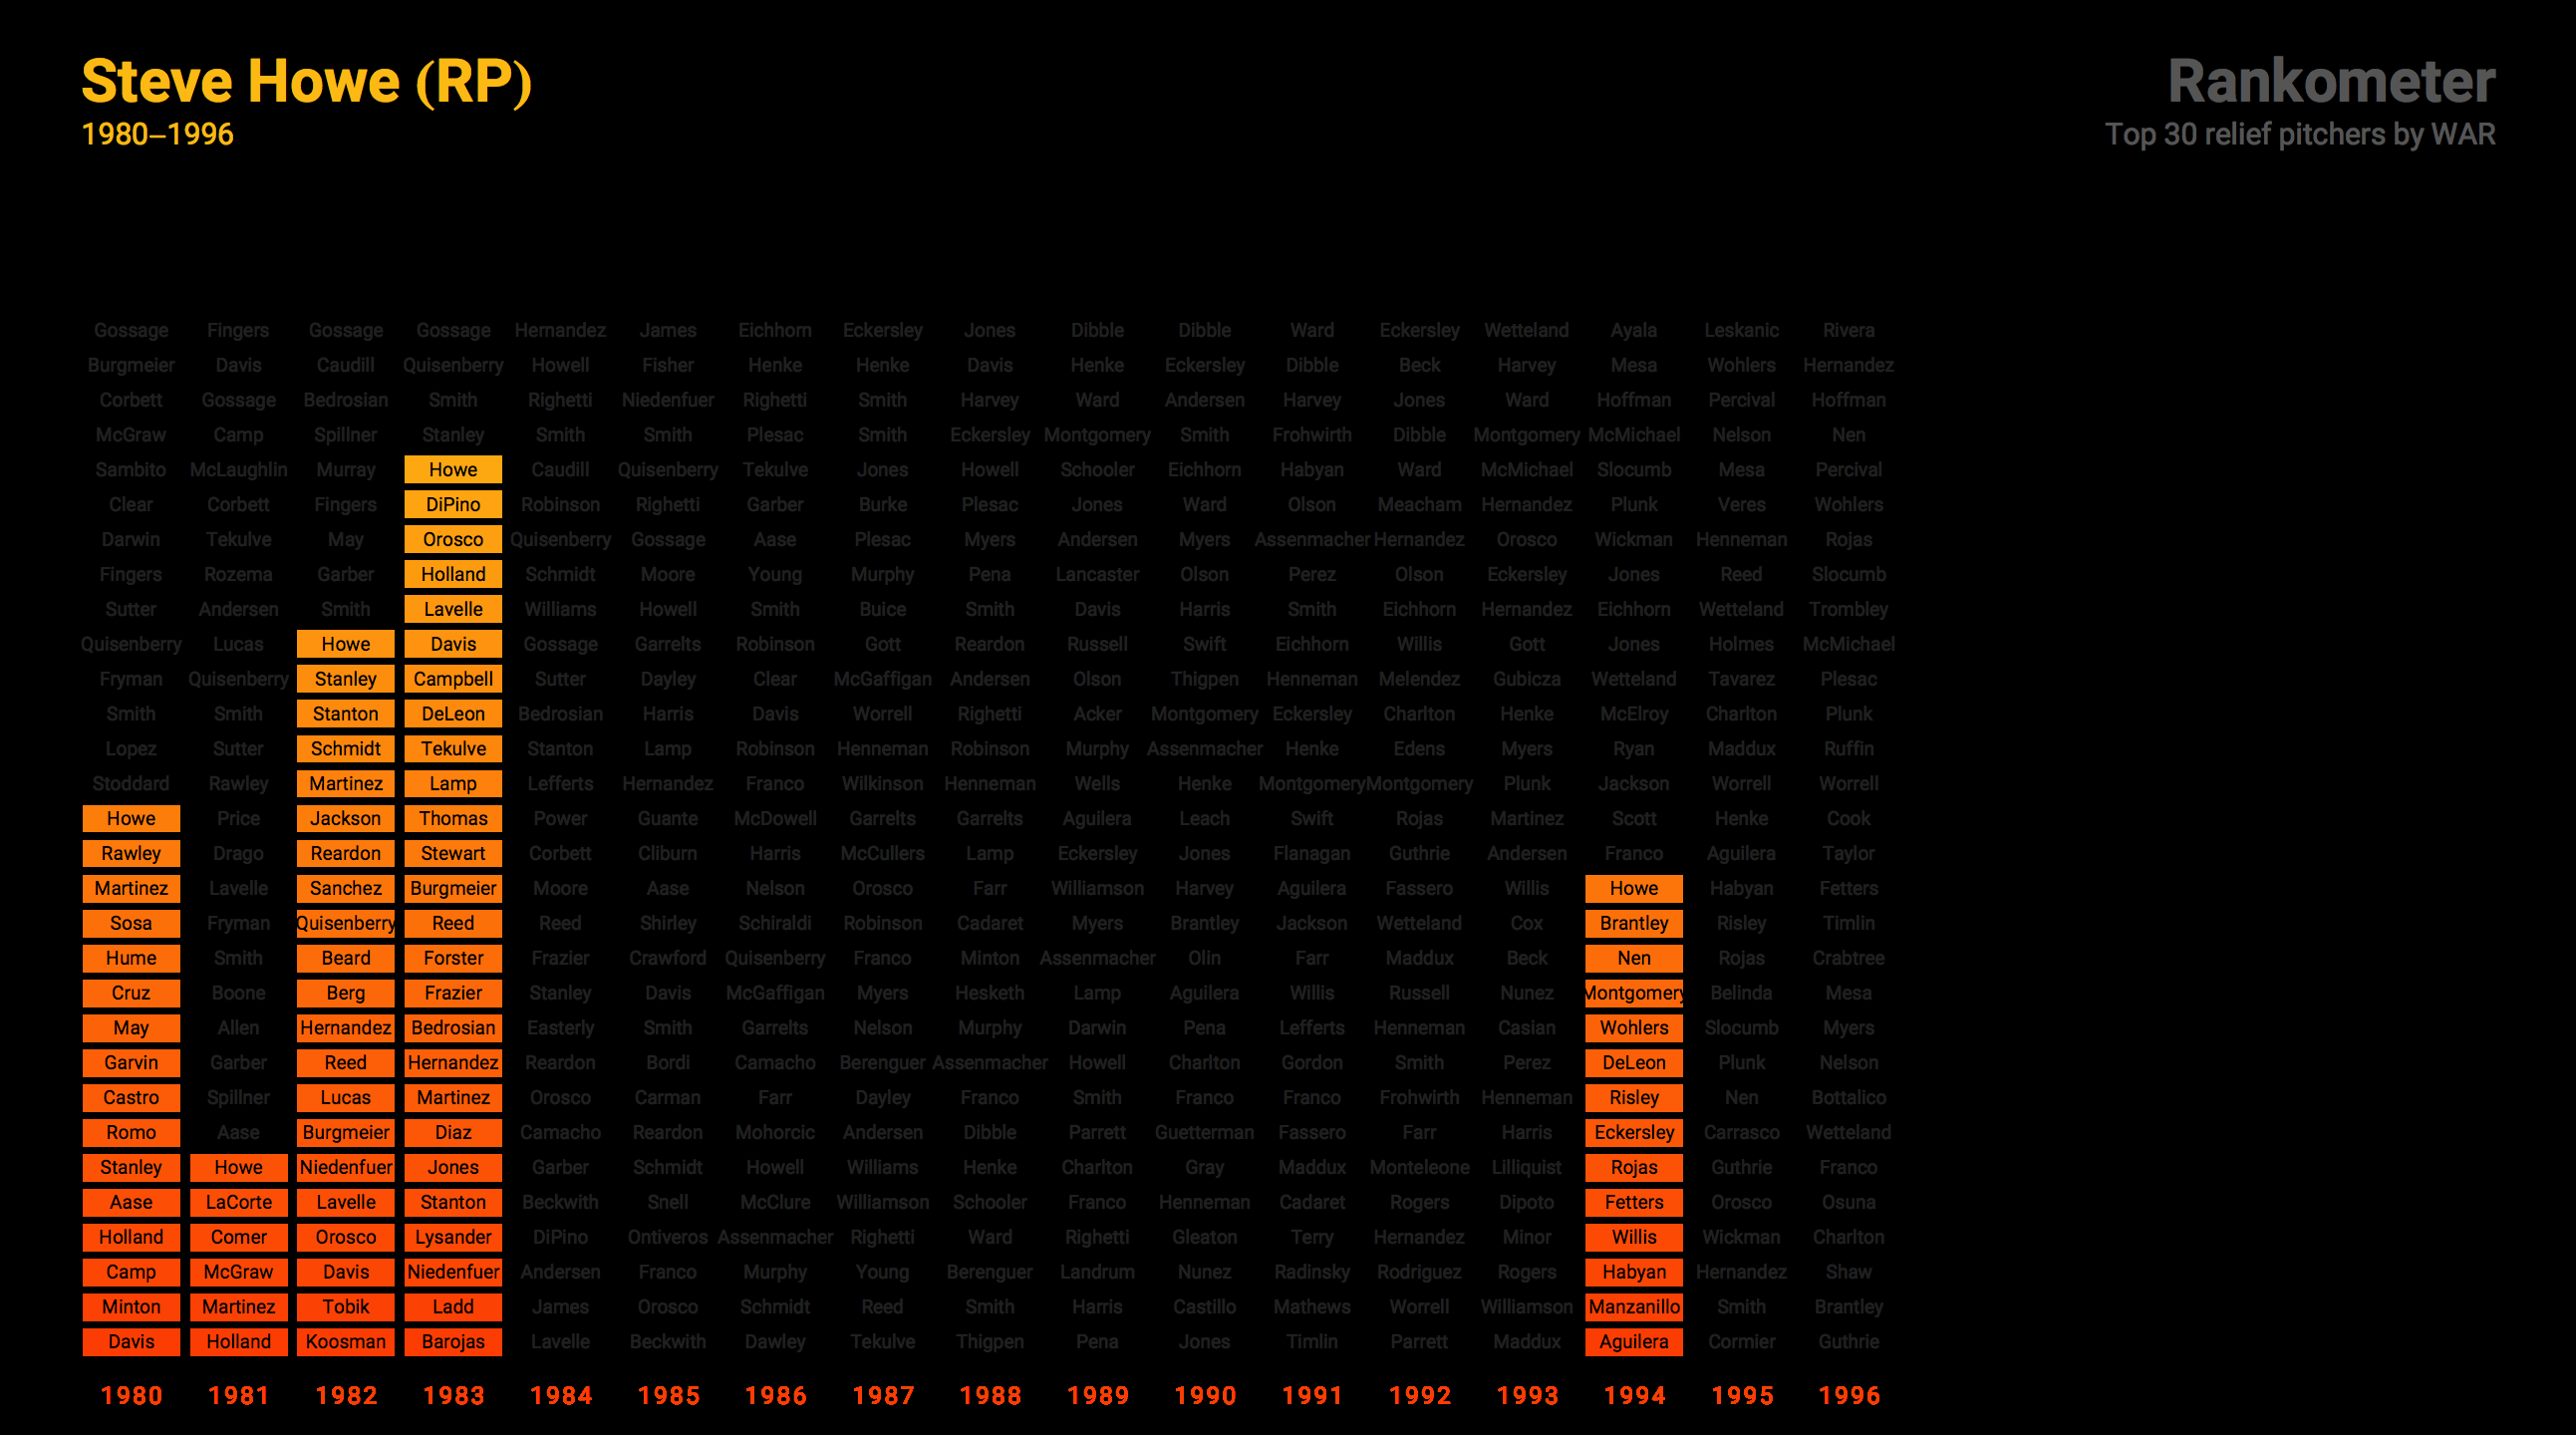 Steve Howe (RP)
1980–1996
Rankometer
Top 30 relief pitchers by WAR
Gossage Fingers Gossage Gossage Hernandez James Eichhorn Eckersley Jones Dibble Dibble Ward Eckersley Wetteland Ayala Leskanic Rivera
Burgmeier Davis Caudill Quisenberry Howell Fisher Henke Henke Davis Henke Eckersley Dibble Beck Harvey Mesa Wohlers Hernandez
Corbett Gossage Bedrosian Smith Righetti Niedenfuer Righetti Smith Harvey Ward Andersen Harvey Jones Ward Hoffman Percival Hoffman
McGraw Camp Spillner Stanley Smith Smith Plesac Smith Eckersley Montgomery Smith Frohwirth Dibble Montgomery McMichael Nelson Nen
Sambito McLaughlin Murray Howe Caudill Quisenberry Tekulve Jones Howell Schooler Eichhorn Habyan Ward McMichael Slocumb Mesa Percival
Clear Corbett Fingers DiPino Robinson Righetti Garber Burke Plesac Jones Ward Olson Meacham Hernandez Plunk Veres Wohlers
Darwin Tekulve May Orosco Quisenberry Gossage Aase Plesac Myers Andersen Myers Assenmacher Hernandez Orosco Wickman Henneman Rojas
Fingers Rozema Garber Holland Schmidt Moore Young Murphy Pena Lancaster Olson Perez Olson Eckersley Jones Reed Slocumb
Sutter Andersen Smith Lavelle Williams Howell Smith Buice Smith Davis Harris Smith Eichhorn Hernandez Eichhorn Wetteland Trombley
Quisenberry Lucas Howe Davis Gossage Garrelts Robinson Gott Reardon Russell Swift Eichhorn Willis Gott Jones Holmes McMichael
Fryman Quisenberry Stanley Campbell Sutter Dayley Clear McGaffigan Andersen Olson Thigpen Henneman Melendez Gubicza Wetteland Tavarez Plesac
Smith Smith Stanton DeLeon Bedrosian Harris Davis Worrell Righetti Acker Montgomery Eckersley Charlton Henke McElroy Charlton Plunk
Lopez Sutter Schmidt Tekulve Stanton Lamp Robinson Henneman Robinson Murphy Assenmacher Henke Edens Myers Ryan Maddux Ruffin
Stoddard Rawley Martinez Lamp Lefferts Hernandez Franco Wilkinson Henneman Wells Henke Montgomery Montgomery Plunk Jackson Worrell Worrell
Howe Price Jackson Thomas Power Guante McDowell Garrelts Garrelts Aguilera Leach Swift Rojas Martinez Scott Henke Cook
Rawley Drago Reardon Stewart Corbett Cliburn Harris McCullers Lamp Eckersley Jones Flanagan Guthrie Andersen Franco Aguilera Taylor
Martinez Lavelle Sanchez Burgmeier Moore Aase Nelson Orosco Farr Williamson Harvey Aguilera Fassero Willis Howe Habyan Fetters
Sosa Fryman Quisenberry Reed Reed Shirley Schiraldi Robinson Cadaret Myers Brantley Jackson Wetteland Cox Brantley Risley Timlin
Hume Smith Beard Forster Frazier Crawford Quisenberry Franco Minton Assenmacher Olin Farr Maddux Beck Nen Rojas Crabtree
Cruz Boone Berg Frazier Stanley Davis McGaffigan Myers Hesketh Lamp Aguilera Willis Russell Nunez Montgomery Belinda Mesa
May Allen Hernandez Bedrosian Easterly Smith Garrelts Nelson Murphy Darwin Pena Lefferts Henneman Casian Wohlers Slocumb Myers
Garvin Garber Reed Hernandez Reardon Bordi Camacho Berenguer Assenmacher Howell Charlton Gordon Smith Perez DeLeon Plunk Nelson
Castro Spillner Lucas Martinez Orosco Carman Farr Dayley Franco Smith Franco Franco Frohwirth Henneman Risley Nen Bottalico
Romo Aase Burgmeier Diaz Camacho Reardon Mohorcic Andersen Dibble Parrett Guetterman Fassero Farr Harris Eckersley Carrasco Wetteland
Stanley Howe Niedenfuer Jones Garber Schmidt Howell Williams Henke Charlton Gray Maddux Monteleone Lilliquist Rojas Guthrie Franco
Aase LaCorte Lavelle Stanton Beckwith Snell McClure Williamson Schooler Franco Henneman Cadaret Rogers Dipoto Fetters Orosco Osuna
Holland Comer Orosco Lysander DiPino Ontiveros Assenmacher Righetti Ward Righetti Gleaton Terry Hernandez Minor Willis Wickman Charlton
Camp McGraw Davis Niedenfuer Andersen Franco Murphy Young Berenguer Landrum Nunez Radinsky Rodriguez Rogers Habyan Hernandez Shaw
Minton Martinez Tobik Ladd James Orosco Schmidt Reed Smith Harris Castillo Mathews Worrell Williamson Manzanillo Smith Brantley
Davis Holland Koosman Barojas Lavelle Beckwith Dawley Tekulve Thigpen Pena Jones Timlin Parrett Maddux Aguilera Cormier Guthrie
1980 1981 1982 1983 1984 1985 1986 1987 1988 1989 1990 1991 1992 1993 1994 1995 1996